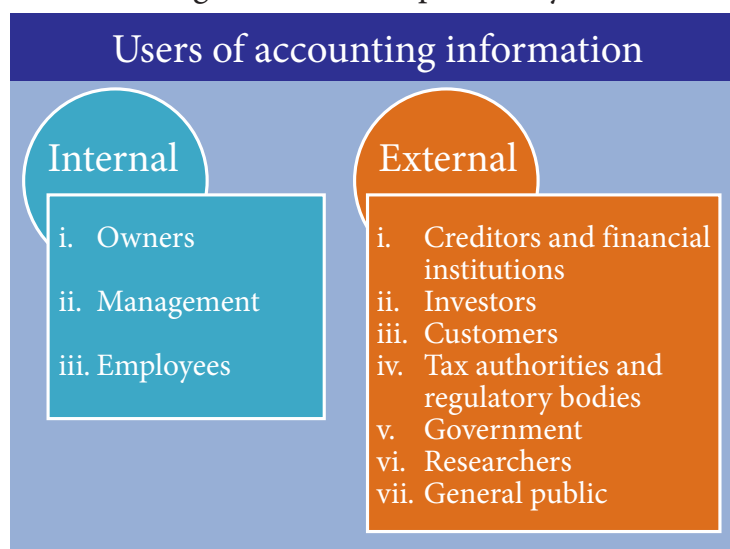 Users of accounting information
Internal
i. Owners
ii. Management
iii. Employees
External
i. Creditors and financial
institutions
ii. Investors
iii. Customers
iv. Tax authorities and
regulatory bodies
v. Government
vi. Researchers
vii. General public